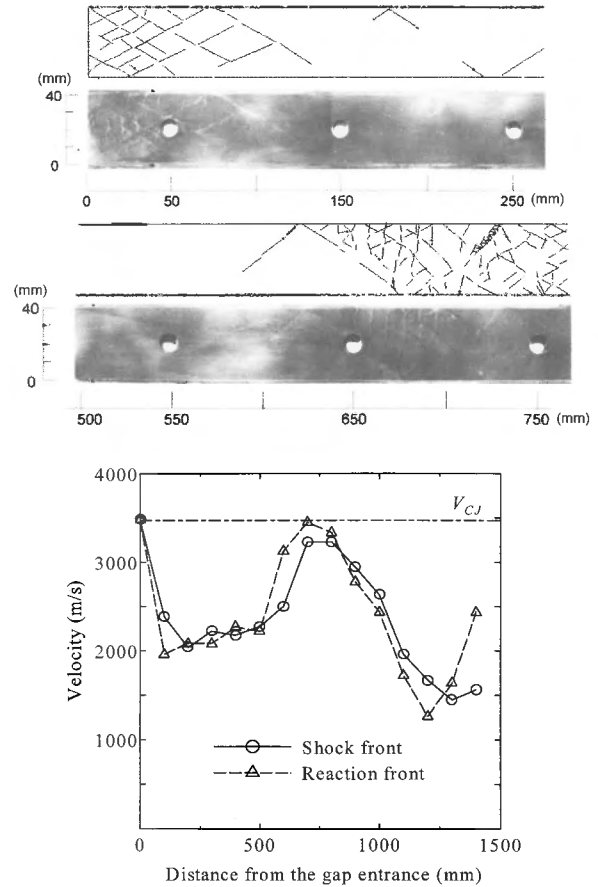 (mm)
40
0
0 50 150 250 (mm)
(mm)
40
0
500 550 650 750 (mm)
4000
3000
2000
1000
0
V_CJ
Velocity (m/s)
Shock front
Reaction front
0 500 1000 1500
Distance from the gap entrance (mm)